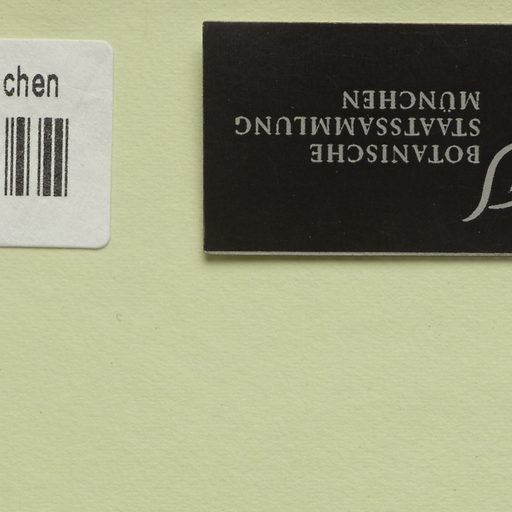 chen
BOTANISCHE
STAATSSAMMLUNG
MÜNCHEN